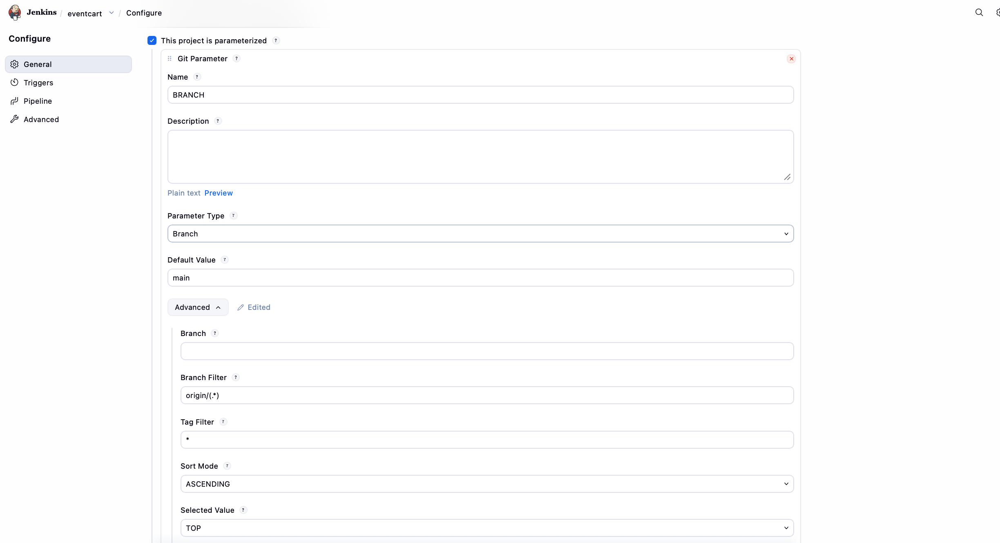 Jenkins / eventcart / Configure
Configure
General
Triggers
Pipeline
Advanced
This project is parameterized ?
Git Parameter ?
Name ?
BRANCH
Description ?
Plain text Preview
Parameter Type ?
Branch
Default Value ?
main
Advanced Edited
Branch ?
Branch Filter ?
origin/(.*)
Tag Filter ?
*
Sort Mode ?
ASCENDING
Selected Value ?
TOP